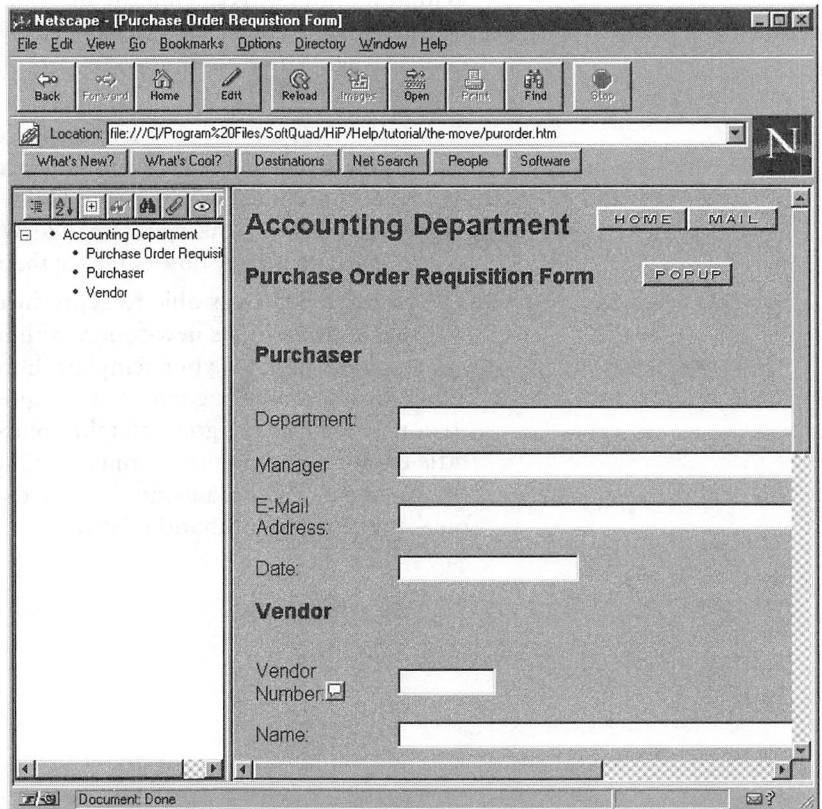 Netscape - [Purchase Order Requistion Form]
File Edit View Go Bookmarks Options Directory Window Help
Back Forward Home Edit Reload Images Open Print Find Stop
Location: file:///C|/Program%20Files/SoftQuad/HiP/Help/tutorial/the-move/purorder.htm
N
What's New? What's Cool? Destinations Net Search People Software
Accounting Department
Purchase Order Requisit
Purchaser
Vendor
Accounting Department HOME MAIL
Purchase Order Requisition Form POPUP
Purchaser
Department:
Manager
E-Mail
Address:
Date:
Vendor
Vendor
Number:
Name:
Document: Done